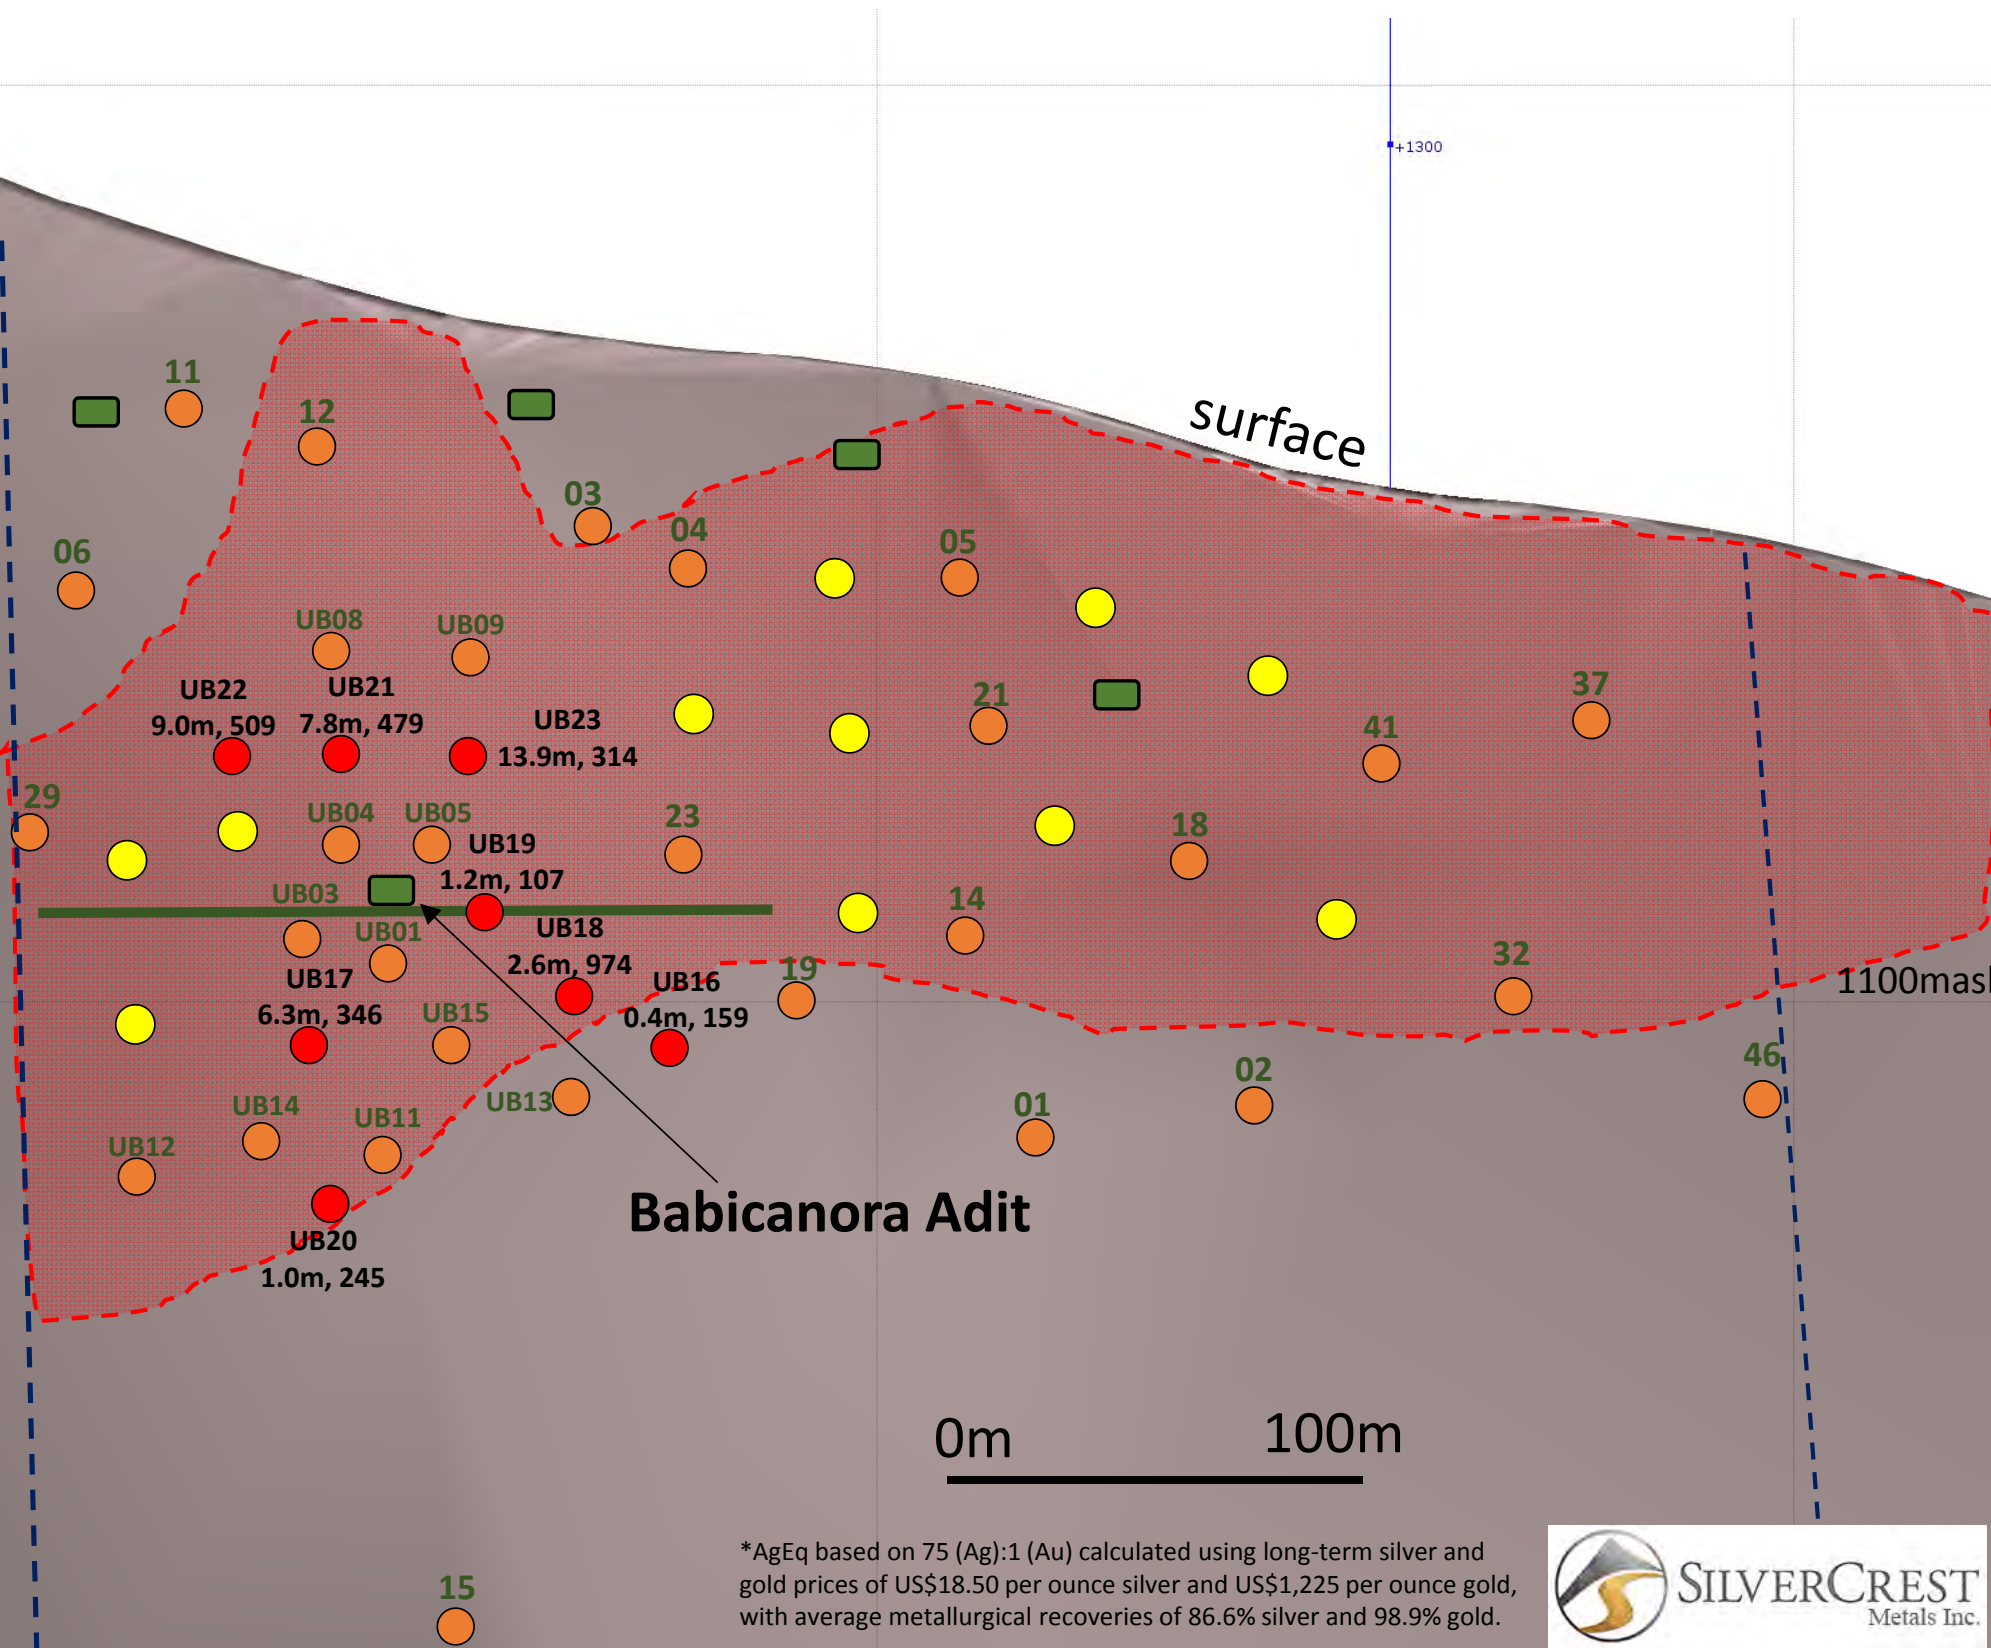 +1300
surface
11
12
03
04
05
06
UB08
UB09
UB22
9.0m, 509
UB21
7.8m, 479
UB23
13.9m, 314
21
37
41
29
UB04
UB05
UB19
1.2m, 107
23
18
UB03
14
UB01
UB18
2.6m, 974
32
UB17
6.3m, 346
UB16
0.4m, 159
19
1100masl
UB15
46
02
UB13
01
UB14
UB11
UB12
Babicanora Adit
UB20
1.0m, 245
0m
100m
*AgEq based on 75 (Ag):1 (Au) calculated using long-term silver and
gold prices of US$18.50 per ounce silver and US$1,225 per ounce gold,
with average metallurgical recoveries of 86.6% silver and 98.9% gold.
15
SILVERCREST
Metals Inc.